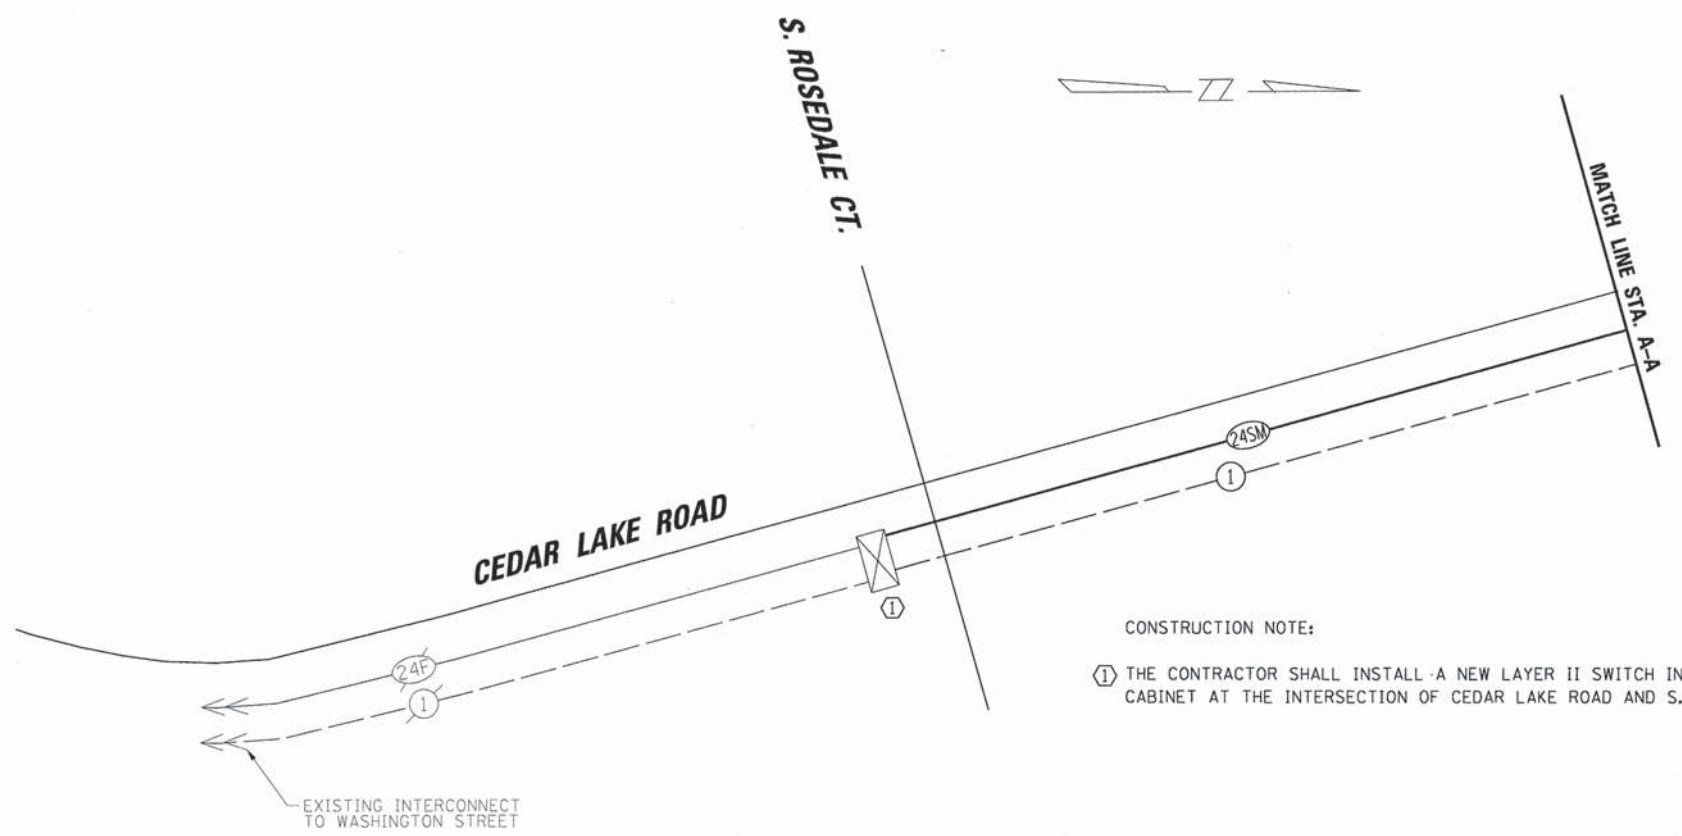 S. ROSEDALE CT.
Z
MATCH LINE STA. A-A
24SM
1
CEDAR LAKE ROAD
1
24F
1
CONSTRUCTION NOTE:
1 THE CONTRACTOR SHALL INSTALL A NEW LAYER II SWITCH IN
CABINET AT THE INTERSECTION OF CEDAR LAKE ROAD AND S.
EXISTING INTERCONNECT
TO WASHINGTON STREET